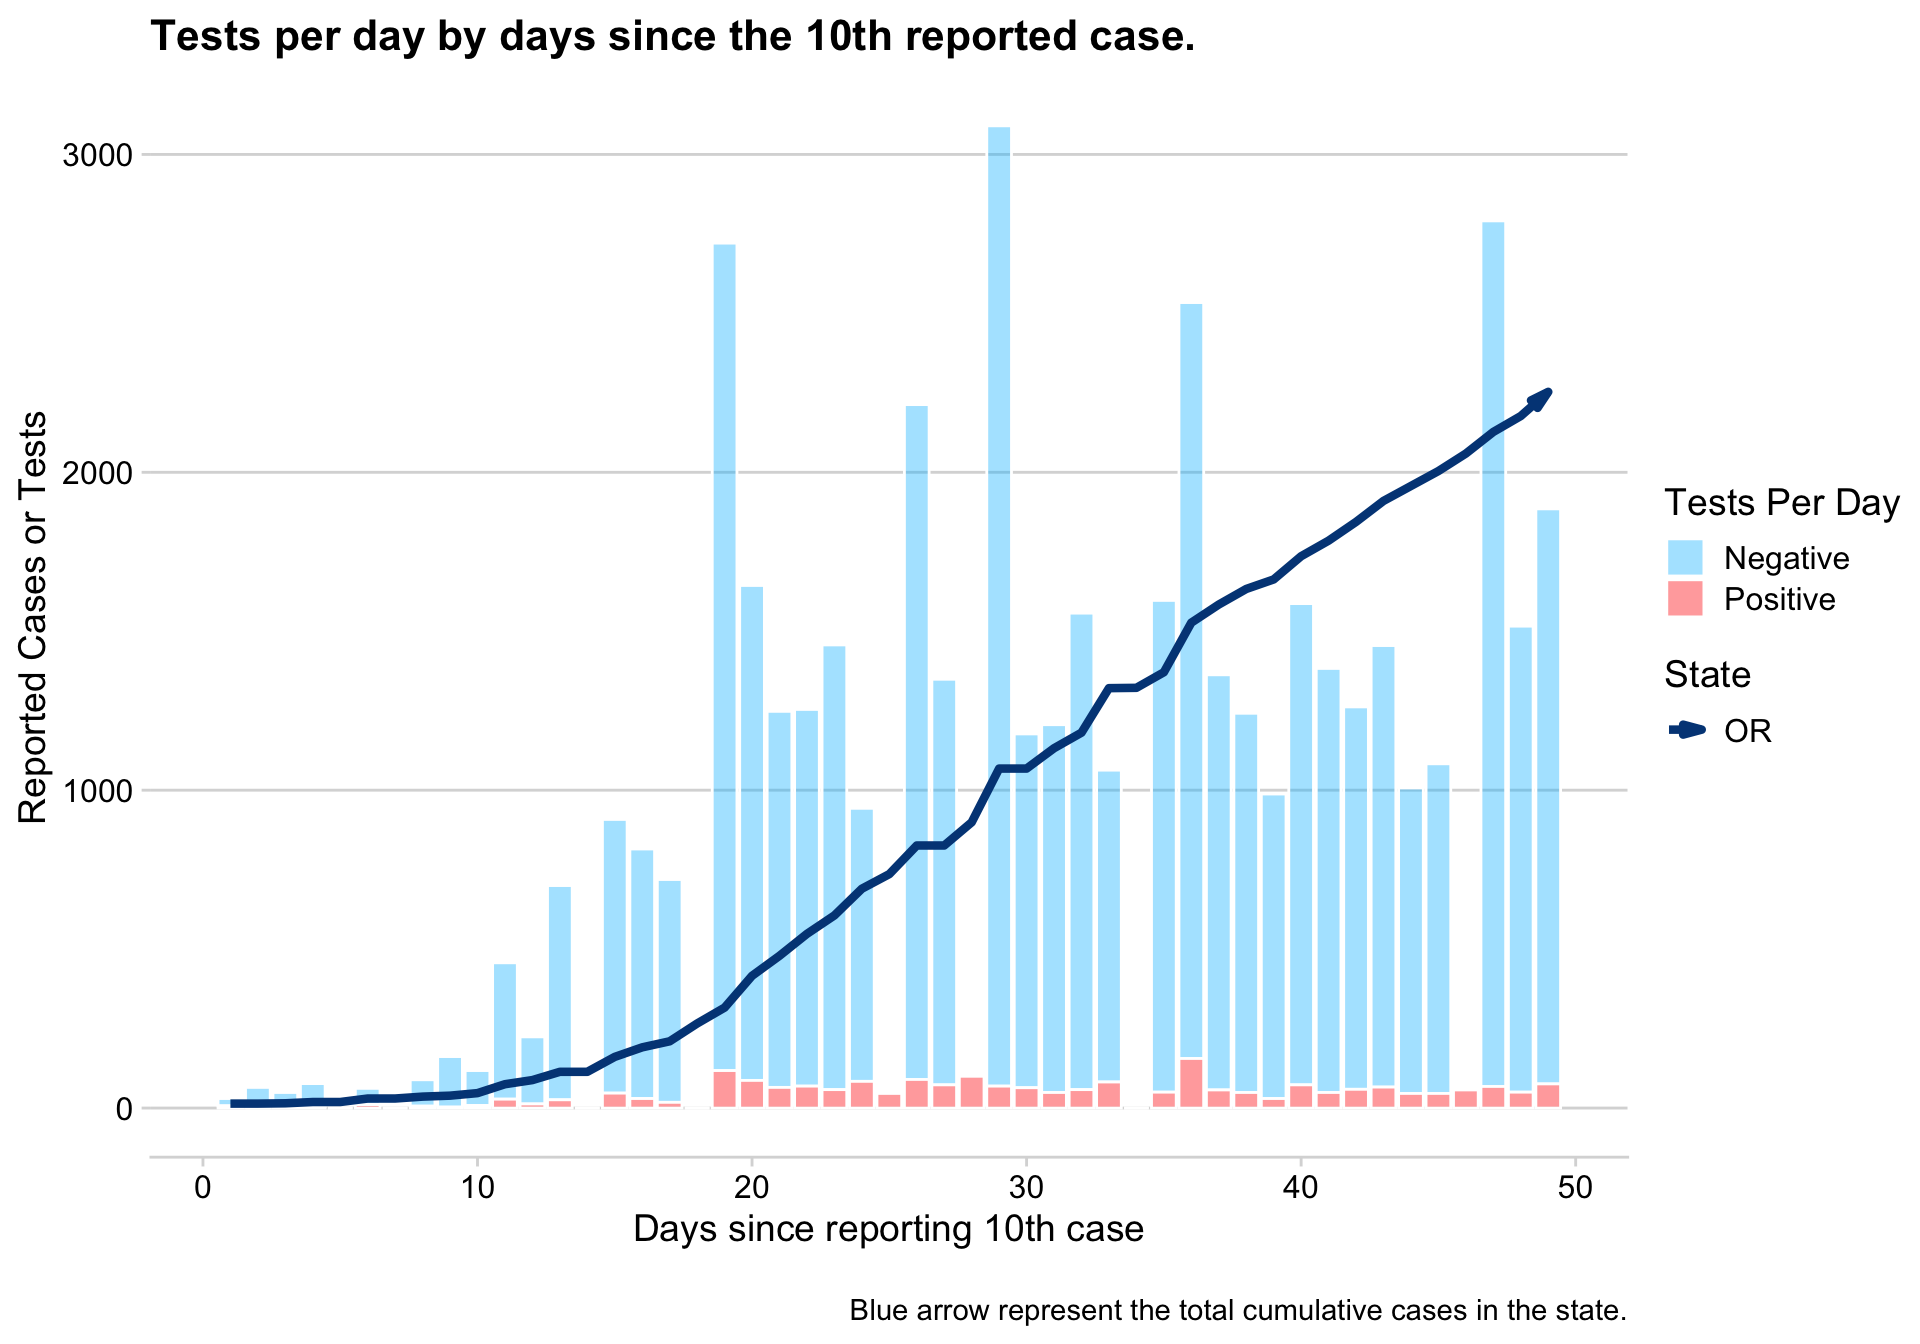 Tests per day by days since the 10th reported case.
Reported Cases or Tests
3000
2000
1000
0
0 10 20 30 40 50
Days since reporting 10th case
Tests Per Day
Negative
Positive
State
OR
Blue arrow represent the total cumulative cases in the state.